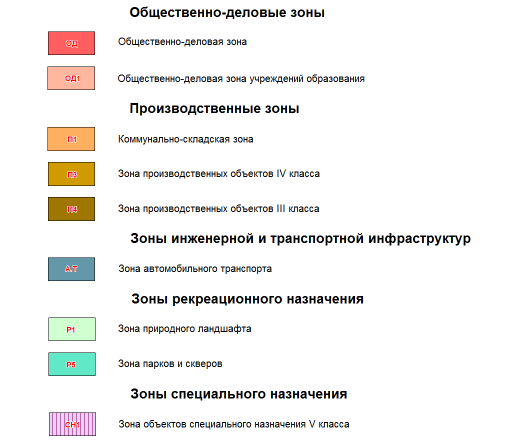 Общественно-деловые зоны
ОД Общественно-деловая зона
ОД1 Общественно-деловая зона учреждений образования
Производственные зоны
П1 Коммунально-складская зона
П3 Зона производственных объектов IV класса
П4 Зона производственных объектов III класса
Зоны инженерной и транспортной инфраструктур
А.Т Зона автомобильного транспорта
Зоны рекреационного назначения
Р1 Зона природного ландшафта
Р5 Зона парков и скверов
Зоны специального назначения
СН1 Зона объектов специального назначения V класса